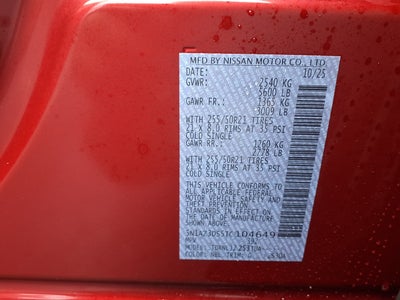 MFD BY NISSAN MOTOR CO., LTD
DATE: 10/25
GVWR: 2540 KG
5600 LB
GAWR FR.: 1365 KG
3009 LB
WITH 255/50R21 TIRES
21 X 8.0 RIMS AT 35 PSI
COLD SINGLE
GAWR RR.: 1260 KG
2778 LB
WITH 255/50R21 TIRES
21 X 8.0 RIMS AT 35 PSI
COLD SINGLE
THIS VEHICLE CONFORMS TO ALL
APPLICABLE FEDERAL
MOTOR VEHICLE SAFETY AND
THEFT PREVENTION
STANDARDS IN EFFECT ON THE
DATE OF MANUFACTURE
SHOWN ABOVE
104649
MPV
MODEL:
COLOR: TRIM: G